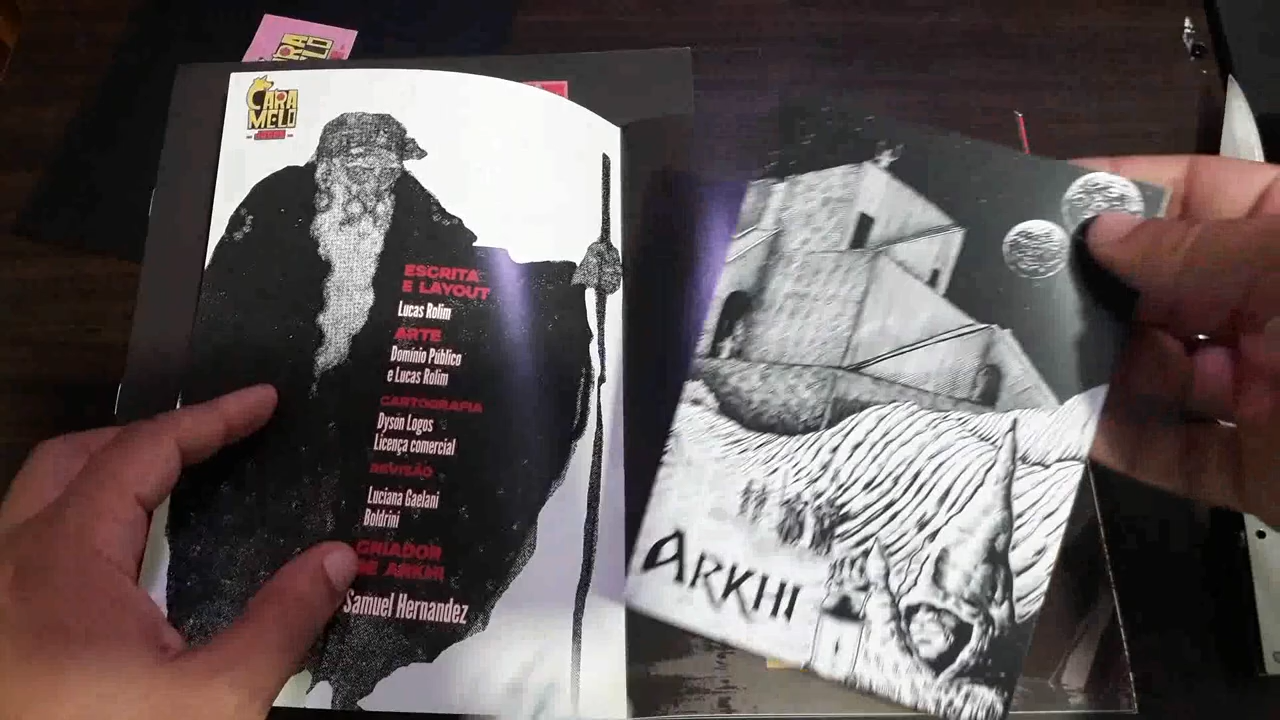 CARA
MELO
ESCRITA
E LAYOUT
Lucas Rolim
ARTE
Domínio Público
e Lucas Rolim
CARTOGRAFIA
Dyson Logos
Licença comercial
REVISÃO
Luciana Gaelani
Boldrini
CRIADOR
DE ARKHI
Samuel Hernandez
ARKHI